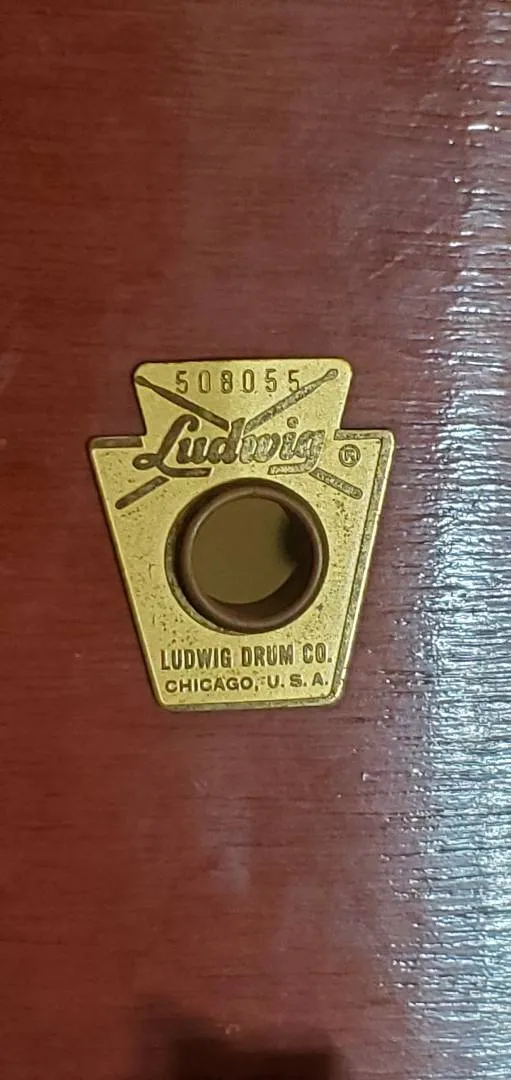 508055
Ludwig ®
LUDWIG DRUM CO.
CHICAGO, U. S. A.